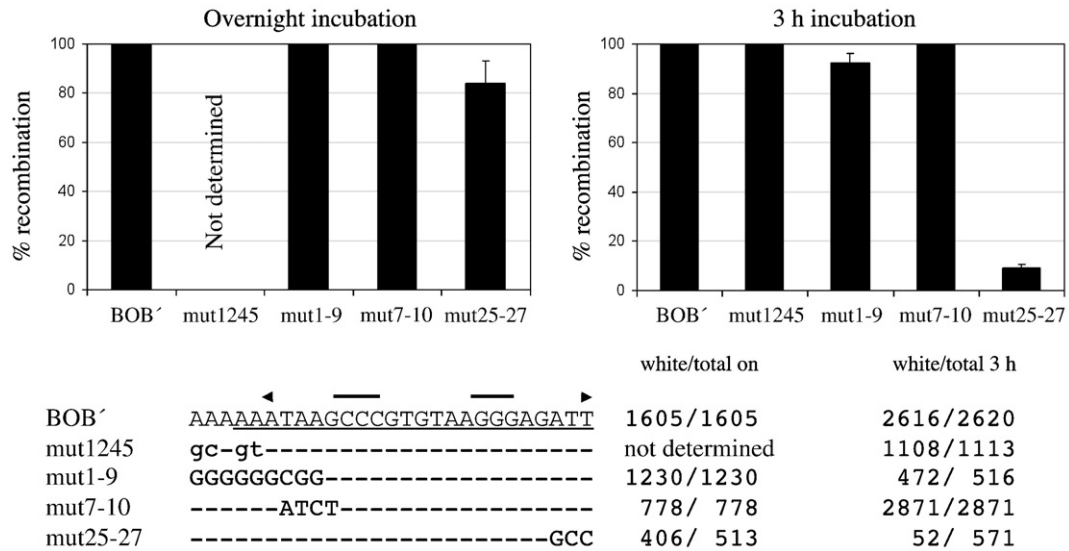 Overnight incubation
% recombination
100
80
60
40
20
0
Not determined
BOB´ mut1245 mut1-9 mut7-10 mut25-27
3 h incubation
% recombination
100
80
60
40
20
0
BOB´ mut1245 mut1-9 mut7-10 mut25-27
white/total on white/total 3 h
BOB´ AAAAAATAAGCCCGTGTAAGGGAGATT 1605/1605 2616/2620
mut1245 gc-gt---------------------- not determined 1108/1113
mut1-9 GGGGGGCGG------------------ 1230/1230 472/ 516
mut7-10 ------ATCT----------------- 778/ 778 2871/2871
mut25-27 ------------------------GCC 406/ 513 52/ 571